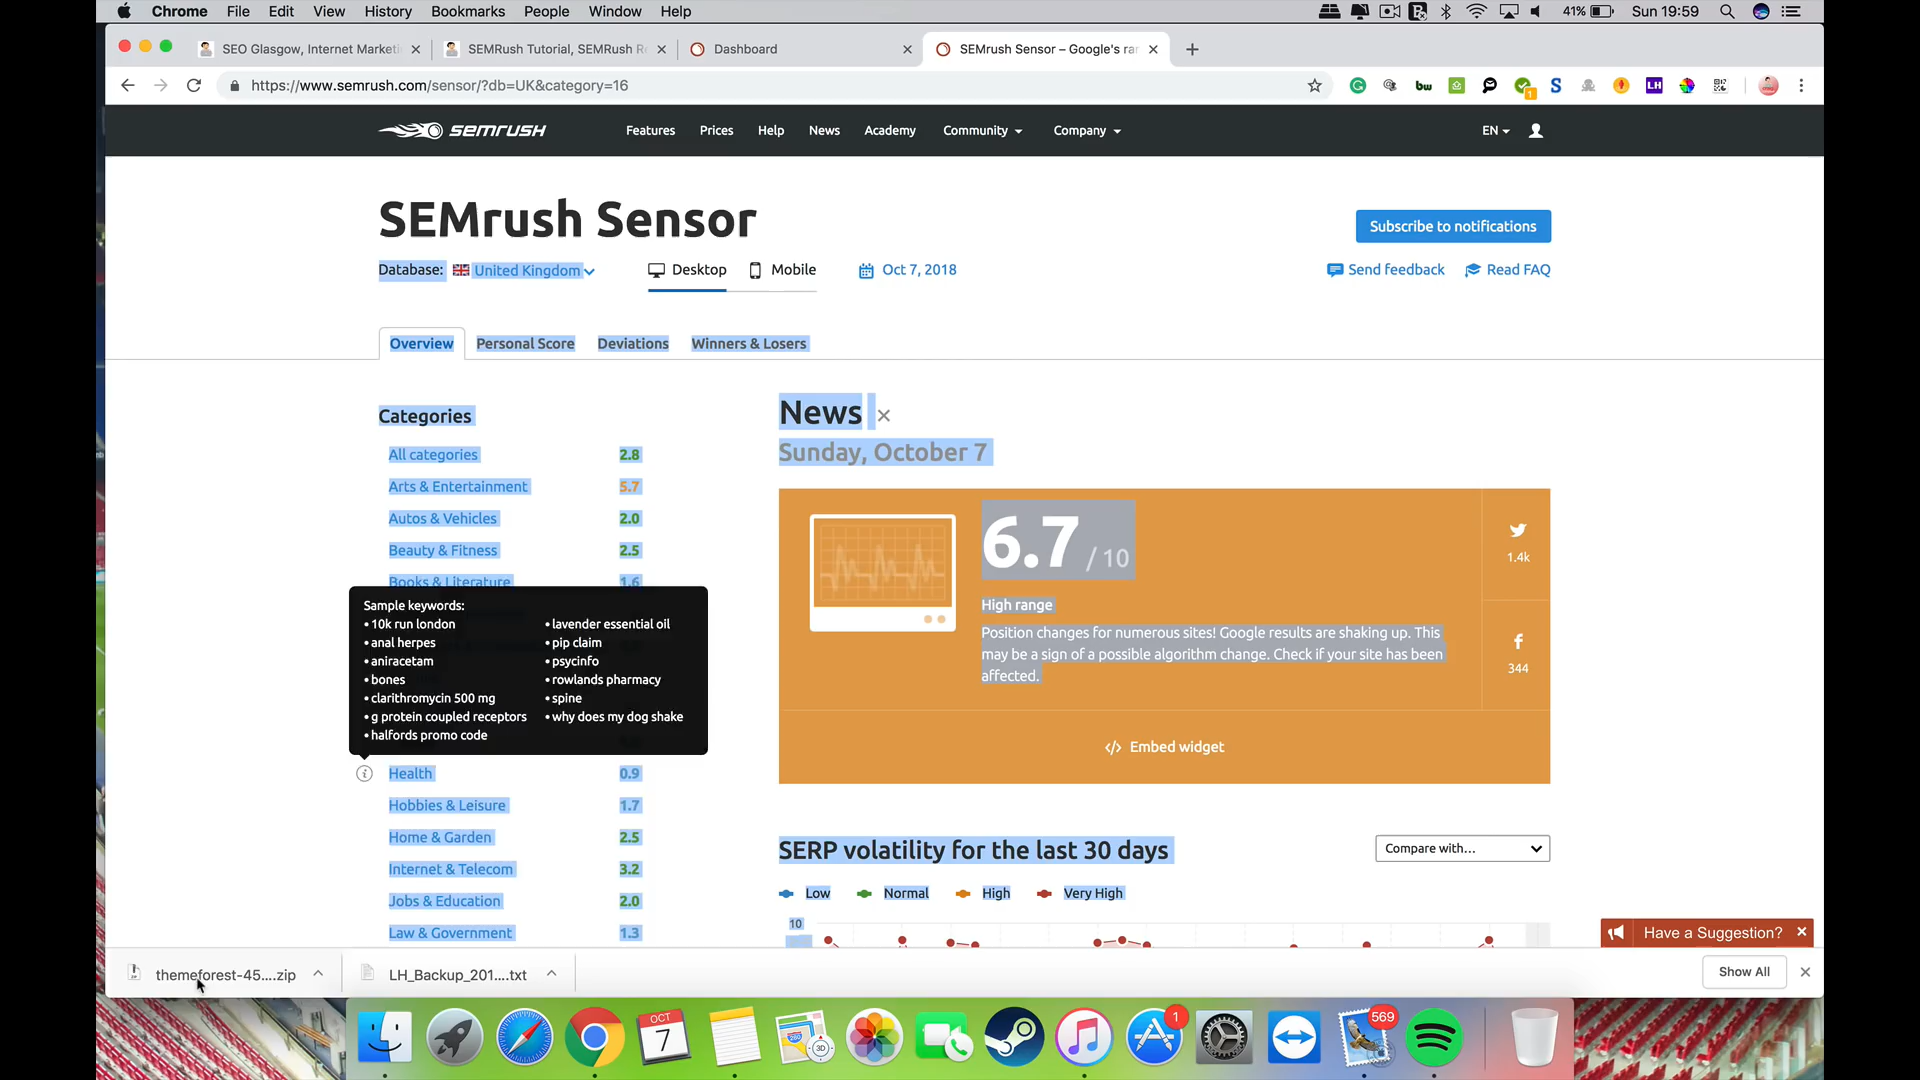 Chrome File Edit View History Bookmarks People Window Help
41% Sun 19:59
SEO Glasgow, Internet Marketi
SEMRush Tutorial, SEMRush R
Dashboard
SEMrush Sensor – Google's ra
https://www.semrush.com/sensor/?db=UK&category=16
SEMRUSH
Features Prices Help News Academy Community Company
EN
SEMrush Sensor
Subscribe to notifications
Database: United Kingdom
Desktop Mobile
Oct 7, 2018
Send feedback Read FAQ
Overview Personal Score Deviations Winners & Losers
Categories
All categories 2.8
Arts & Entertainment 5.7
Autos & Vehicles 2.0
Beauty & Fitness 2.5
Books & Literature 1.6
Sample keywords:
• 10k run london
• anal herpes
• aniracetam
• bones
• clarithromycin 500 mg
• g protein coupled receptors
• halfords promo code
• lavender essential oil
• pip claim
• psycinfo
• rowlands pharmacy
• spine
• why does my dog shake
Health 0.9
Hobbies & Leisure 1.7
Home & Garden 2.5
Internet & Telecom 3.2
Jobs & Education 2.0
Law & Government 1.3
News
Sunday, October 7
6.7 / 10
High range
Position changes for numerous sites! Google results are shaking up. This
may be a sign of a possible algorithm change. Check if your site has been
affected.
1.4k
344
</> Embed widget
SERP volatility for the last 30 days
Compare with...
Low Normal High Very High
10
Have a Suggestion?
themeforest-45....zip
LH_Backup_201....txt
Show All
OCT
7
3D
1
569